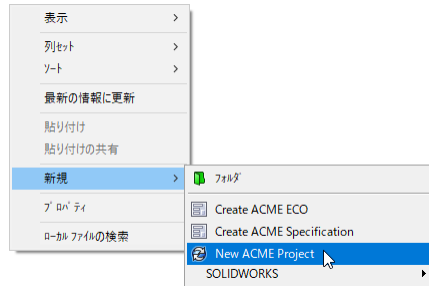 表示
列ｾｯﾄ
ｿｰﾄ
最新の情報に更新
貼り付け
貼り付けの共有
新規
ﾌﾟﾛﾊﾟﾃｨ
ﾛｰｶﾙ ﾌｧｲﾙの検索
ﾌｫﾙﾀﾞ
Create ACME ECO
Create ACME Specification
New ACME Project
SOLIDWORKS